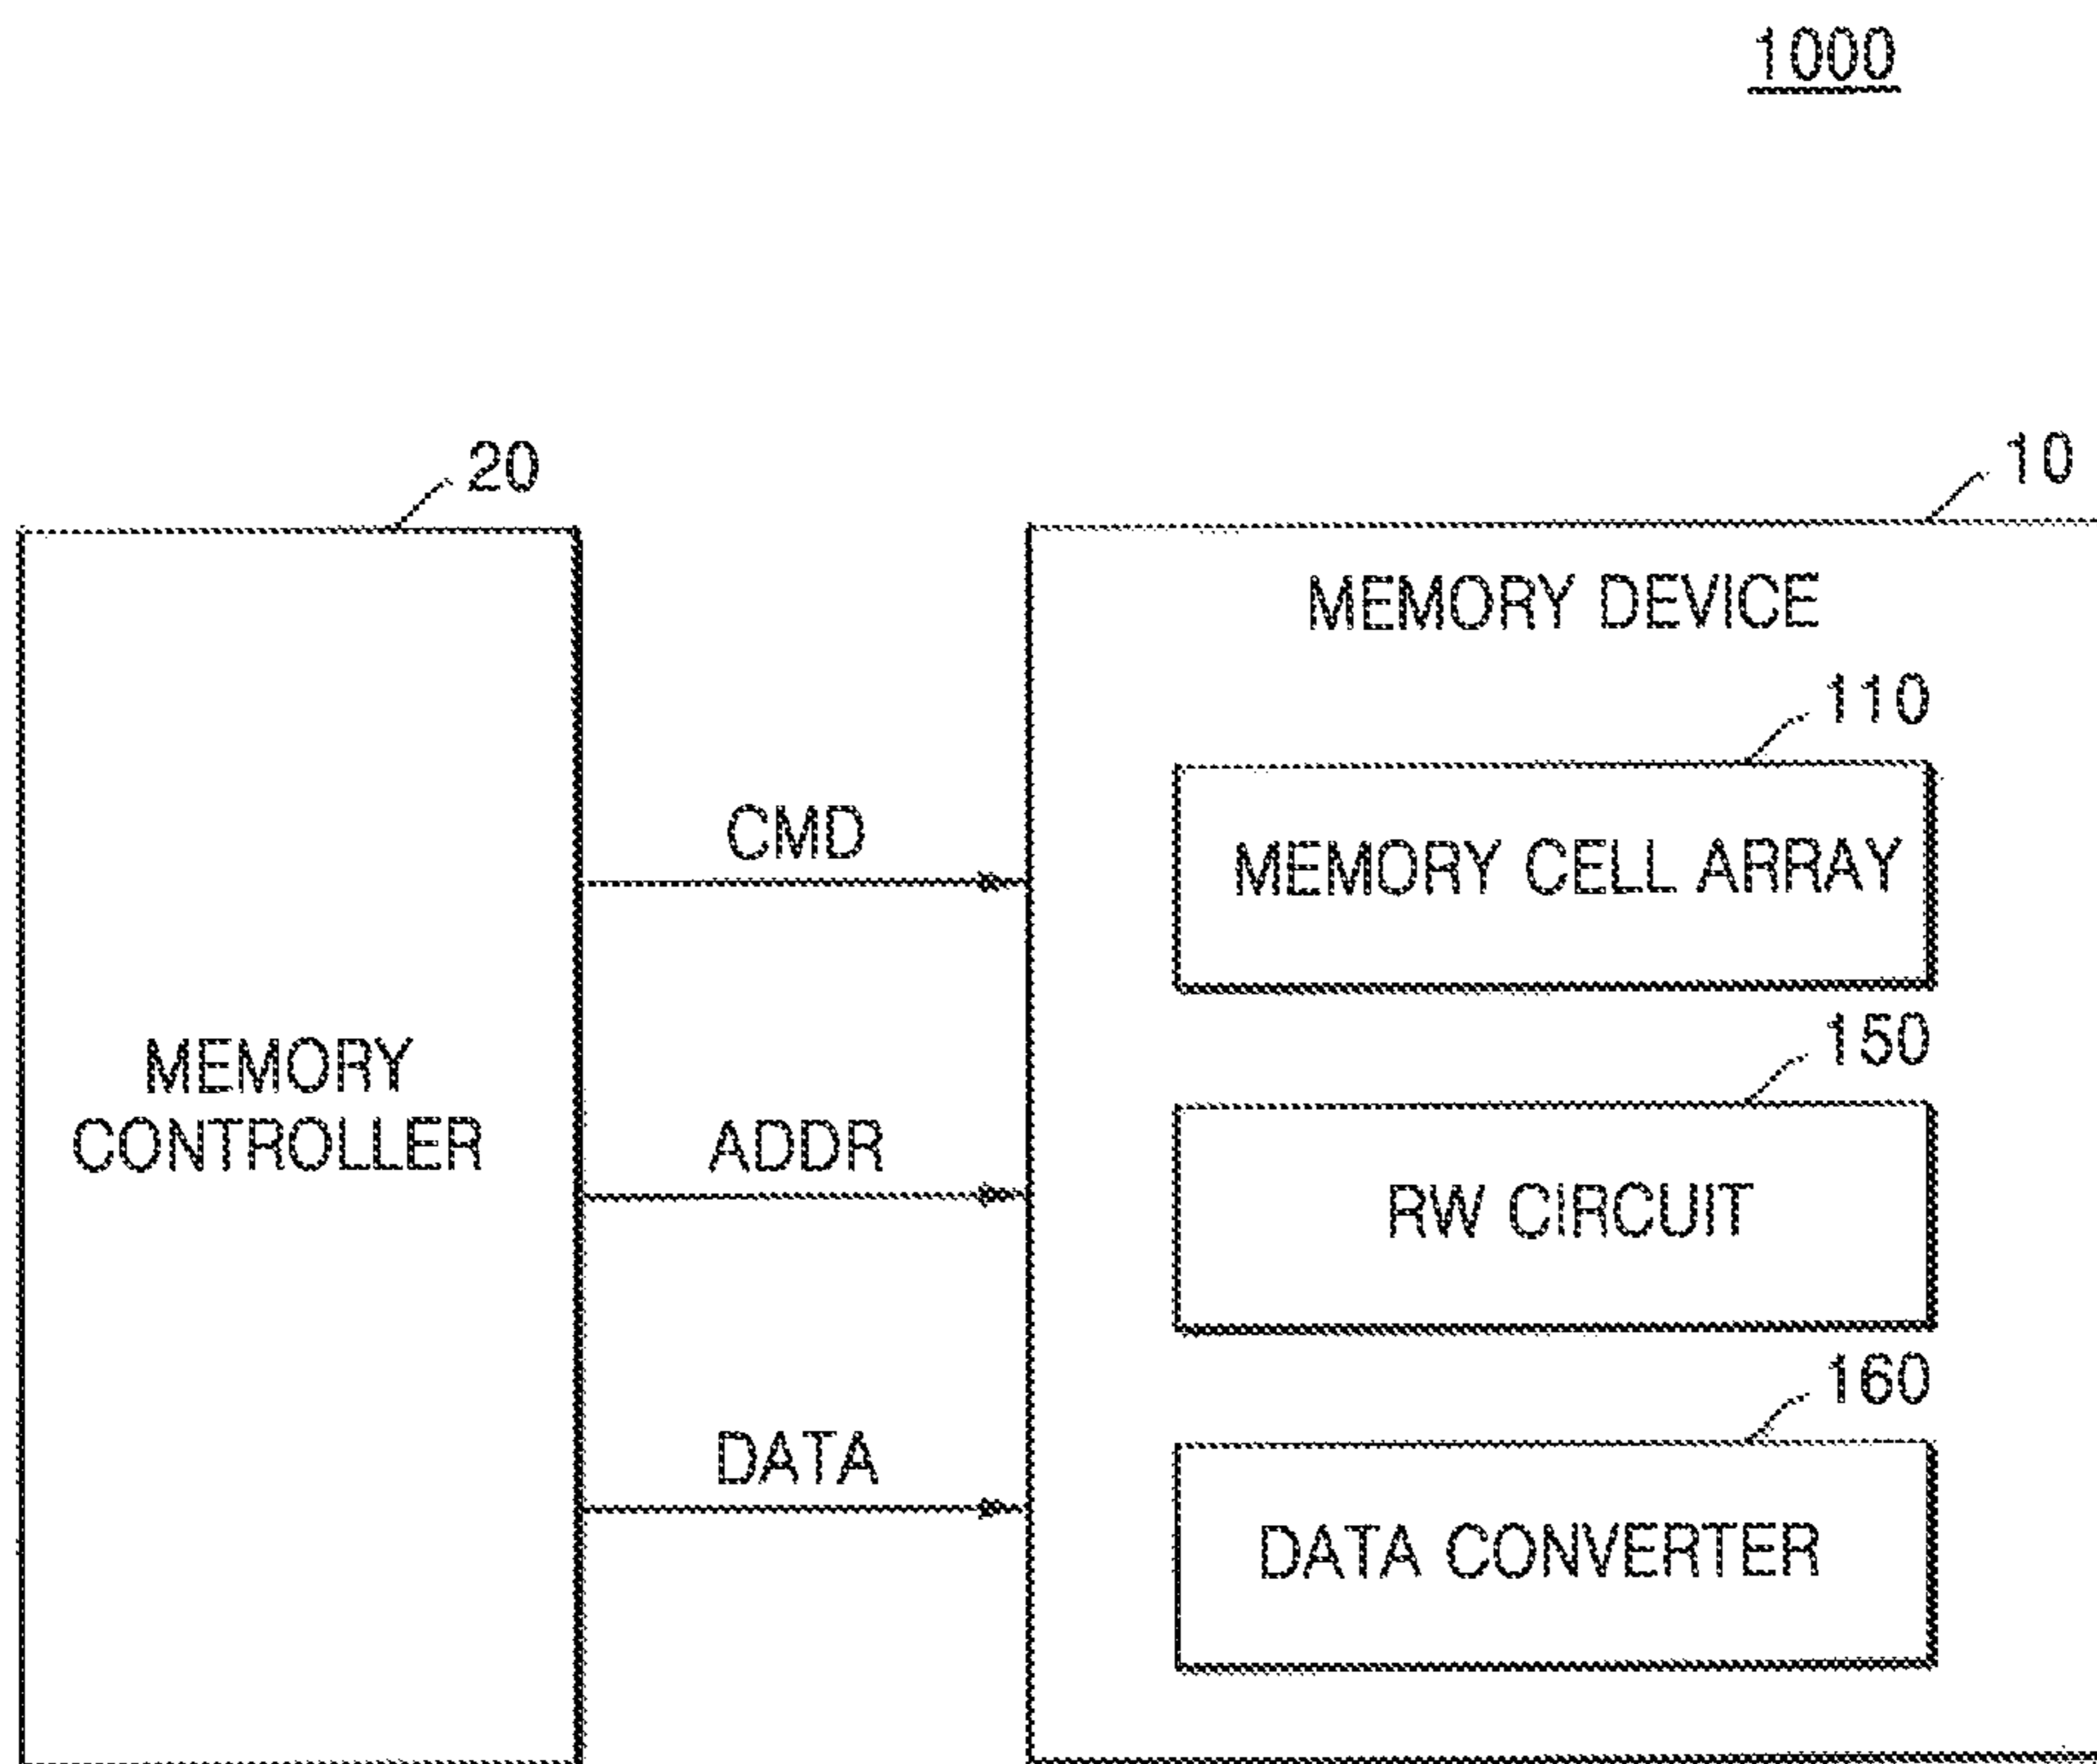 1000
20
10
MEMORY DEVICE
110
CMD
MEMORY CELL ARRAY
150
MEMORY
CONTROLLER
ADDR
RW CIRCUIT
160
DATA
DATA CONVERTER